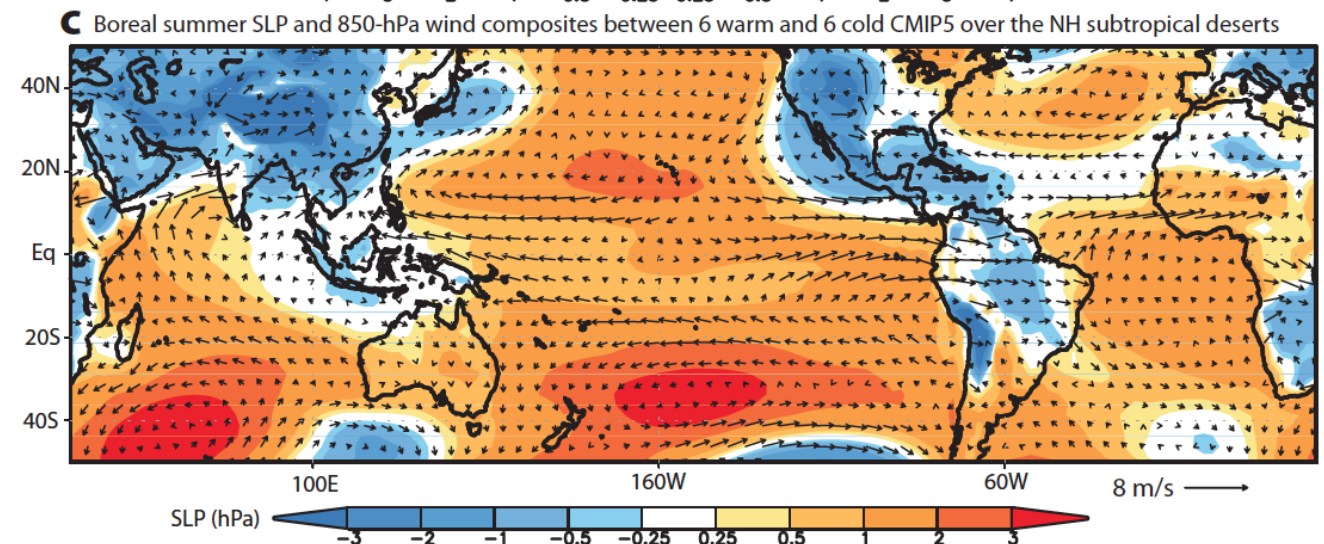 C Boreal summer SLP and 850-hPa wind composites between 6 warm and 6 cold CMIP5 over the NH subtropical deserts
40N
20N
Eq
20S
40S
100E 160W 60W 8 m/s
SLP (hPa)
−3 −2 −1 −0.5 −0.25 0.25 0.5 1 2 3